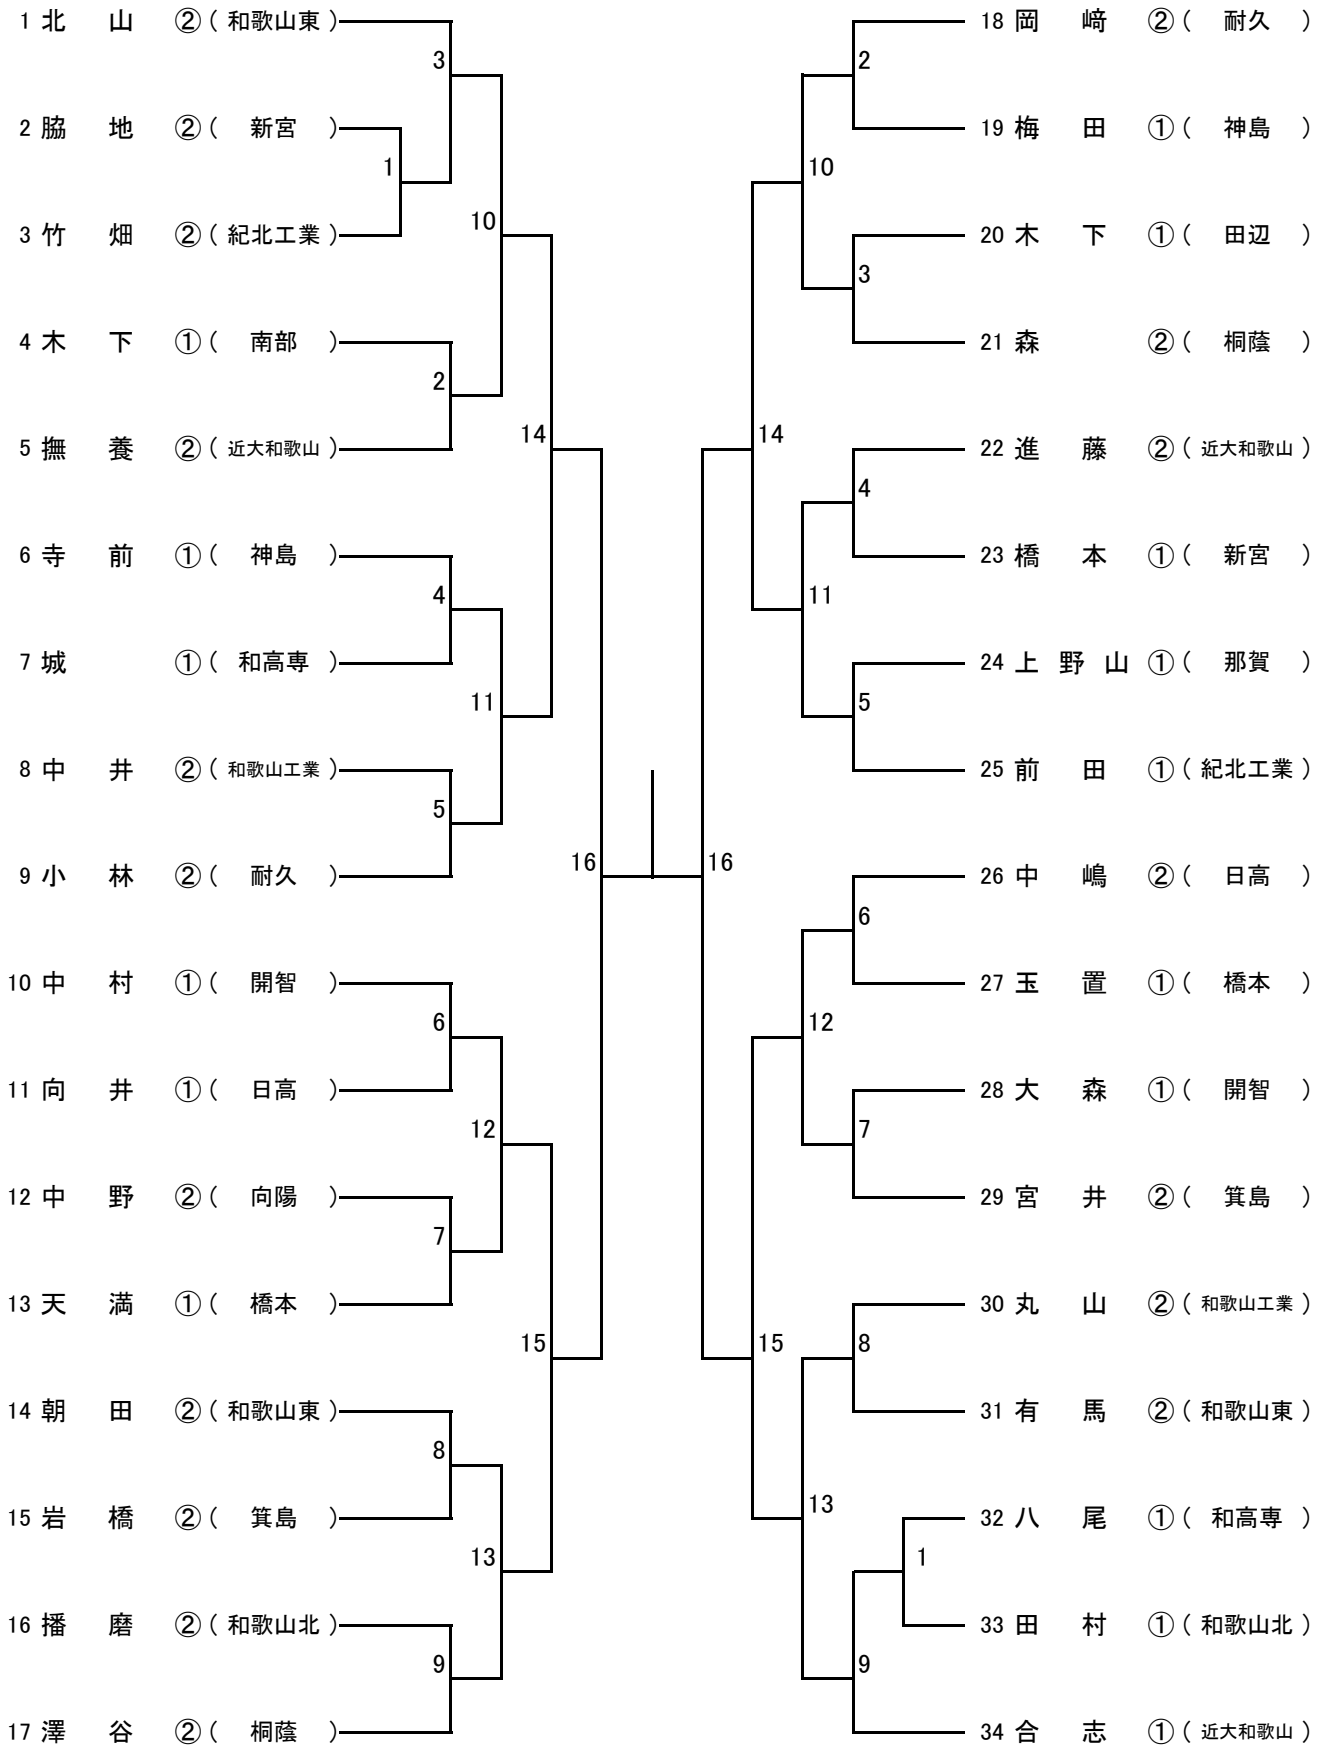 1 北 山 ② ( 和歌山東 )
3
2 脇 地 ② ( 新宮 )
1
3 竹 畑 ② ( 紀北工業 )
10
4 木 下 ① ( 南部 )
2
5 撫 養 ② ( 近大和歌山 )
14
6 寺 前 ① ( 神島 )
4
7 城 ① ( 和高専 )
11
8 中 井 ② ( 和歌山工業 )
5
9 小 林 ② ( 耐久 )
16
10 中 村 ① ( 開智 )
6
11 向 井 ① ( 日高 )
12
12 中 野 ② ( 向陽 )
7
13 天 満 ① ( 橋本 )
15
14 朝 田 ② ( 和歌山東 )
8
15 岩 橋 ② ( 箕島 )
13
16 播 磨 ② ( 和歌山北 )
9
17 澤 谷 ② ( 桐蔭 )
18 岡 﨑 ② ( 耐久 )
2
19 梅 田 ① ( 神島 )
10
20 木 下 ① ( 田辺 )
3
21 森 ② ( 桐蔭 )
14
22 進 藤 ② ( 近大和歌山 )
4
23 橋 本 ① ( 新宮 )
11
24 上 野 山 ① ( 那賀 )
5
25 前 田 ① ( 紀北工業 )
16
26 中 嶋 ② ( 日高 )
6
27 玉 置 ① ( 橋本 )
12
28 大 森 ① ( 開智 )
7
29 宮 井 ② ( 箕島 )
30 丸 山 ② ( 和歌山工業 )
15
8
31 有 馬 ② ( 和歌山東 )
13
32 八 尾 ① ( 和高専 )
1
33 田 村 ① ( 和歌山北 )
9
34 合 志 ① ( 近大和歌山 )